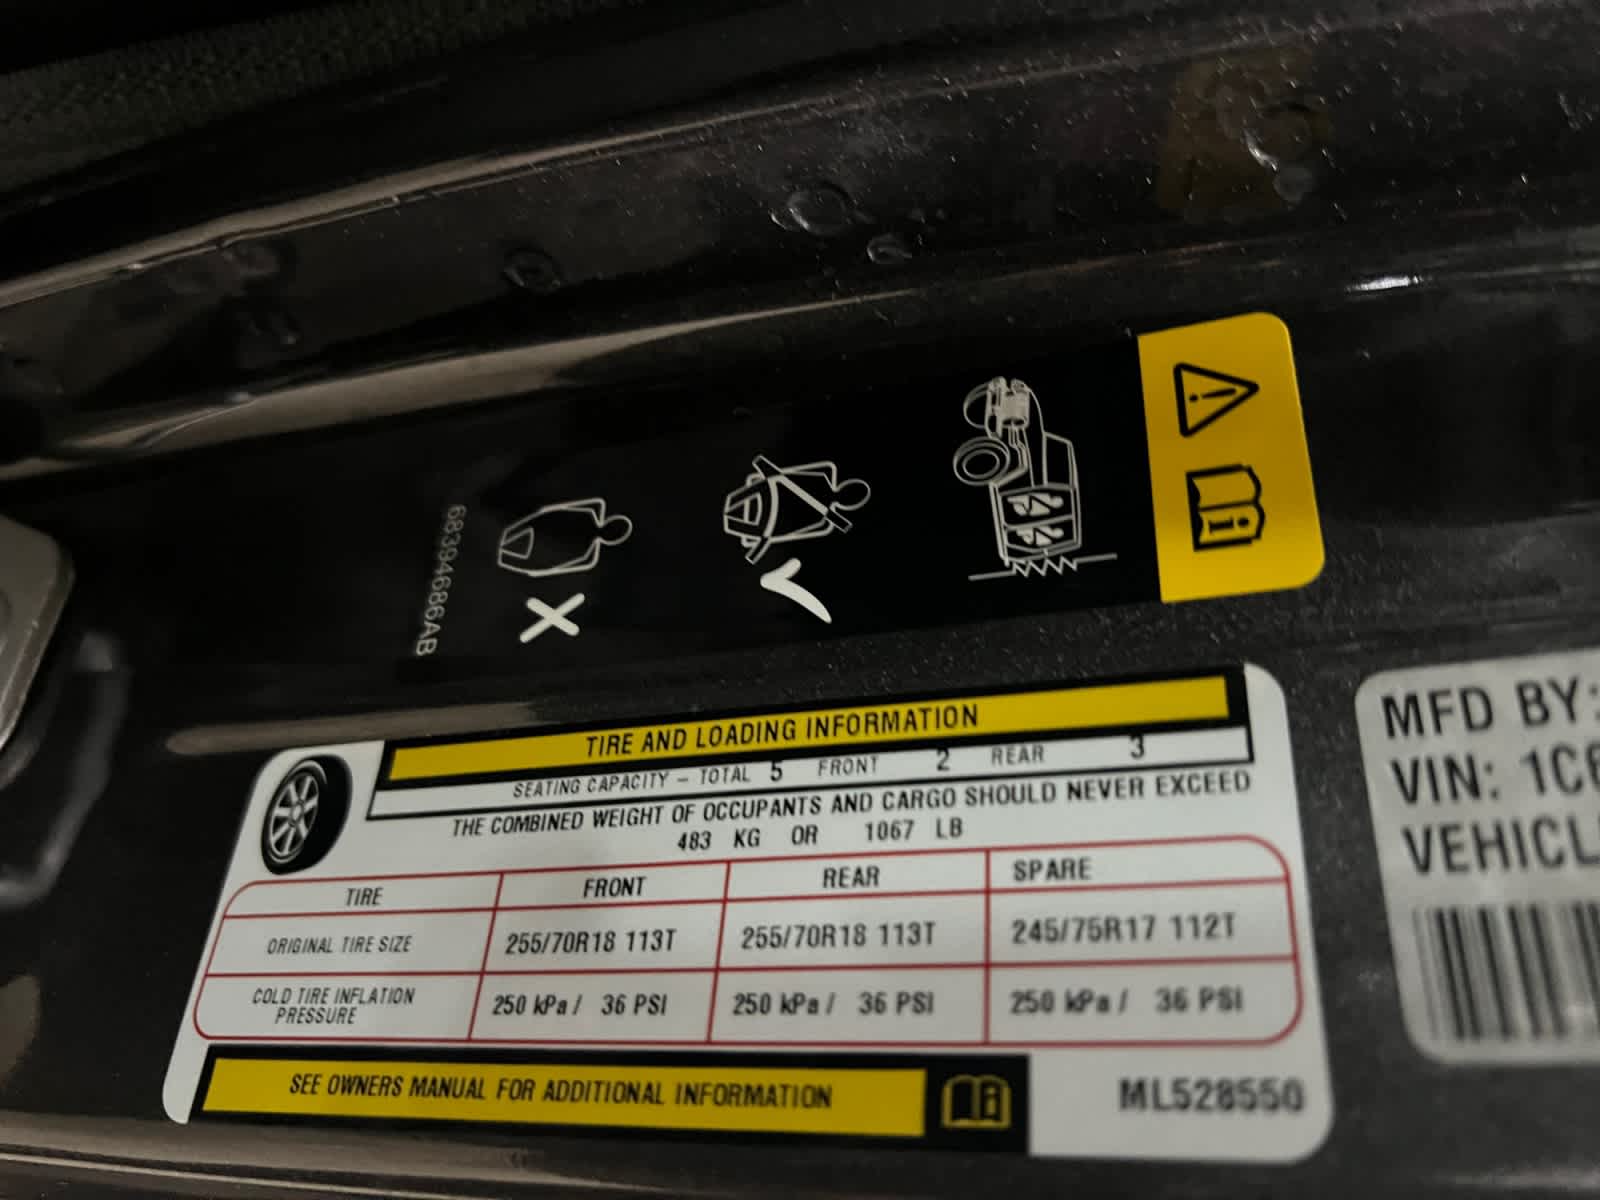 68394686AB
TIRE AND LOADING INFORMATION
SEATING CAPACITY – TOTAL 5 FRONT 2 REAR 3
THE COMBINED WEIGHT OF OCCUPANTS AND CARGO SHOULD NEVER EXCEED
483 KG OR 1067 LB
TIRE FRONT REAR SPARE
ORIGINAL TIRE SIZE 255/70R18 113T 255/70R18 113T 245/75R17 112T
COLD TIRE INFLATION
PRESSURE 250 kPa / 36 PSI 250 kPa / 36 PSI 250 kPa / 36 PSI
SEE OWNERS MANUAL FOR ADDITIONAL INFORMATION
ML528550
MFD BY:
VIN: 1C6
VEHICL